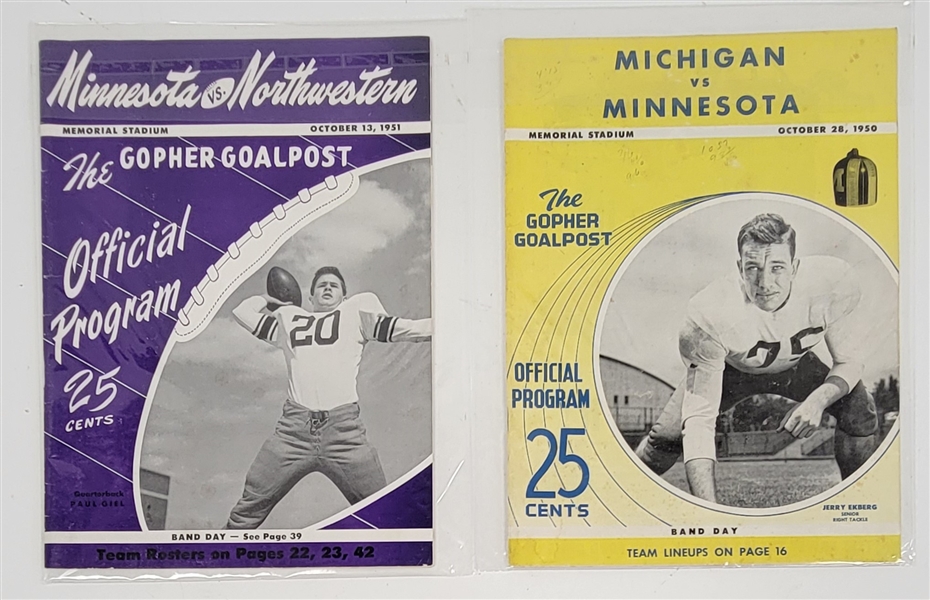 Minnesota VS. Northwestern
MEMORIAL STADIUM OCTOBER 13, 1951
The GOPHER GOALPOST
Official
Program
25
CENTS
20
Quarterback
PAUL GIEL
BAND DAY — See Page 39
Team Rosters on Pages 22, 23, 42
MICHIGAN
VS
MINNESOTA
MEMORIAL STADIUM OCTOBER 28, 1950
The
GOPHER
GOALPOST
OFFICIAL
PROGRAM
25
CENTS
JERRY EKBERG
SENIOR
RIGHT TACKLE
BAND DAY
TEAM LINEUPS ON PAGE 16